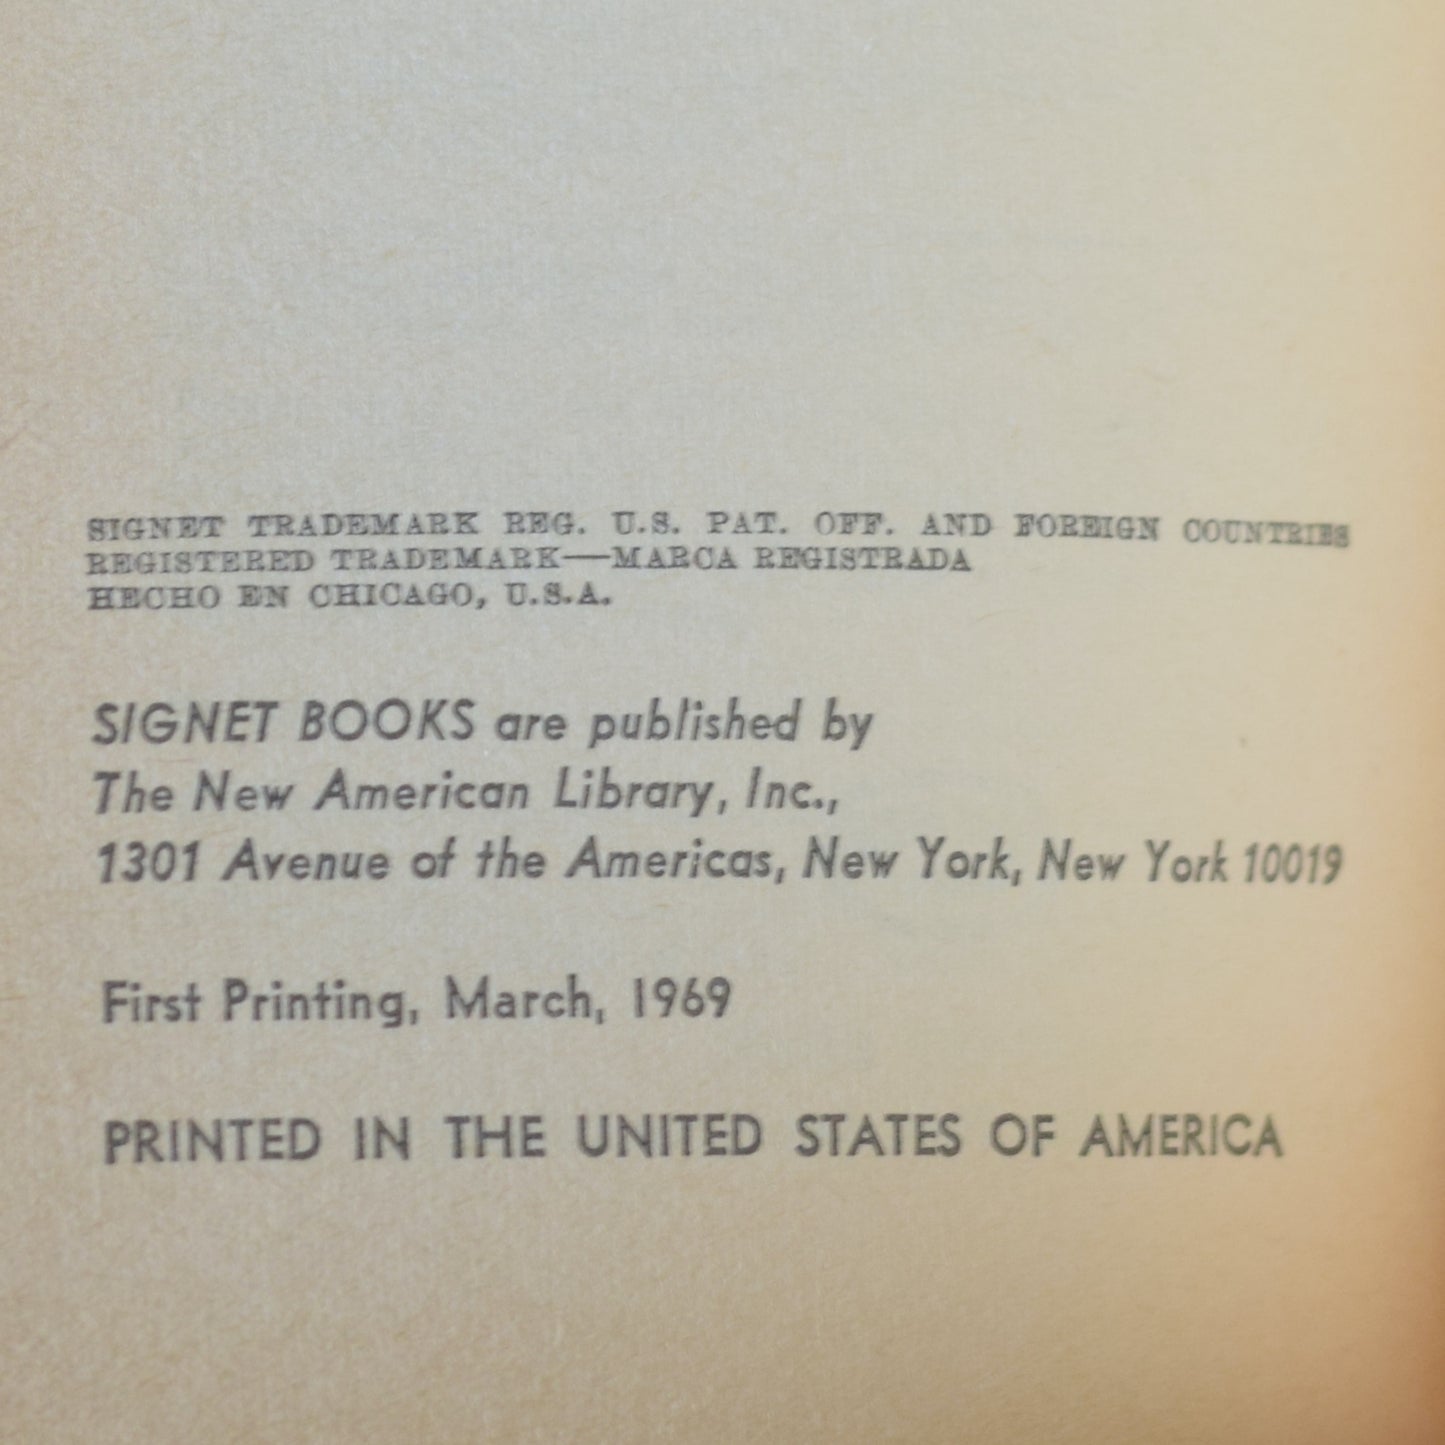 SIGNET TRADEMARK REG. U.S. PAT. OFF. AND FOREIGN COUNTRIES
REGISTERED TRADEMARK—MARCA REGISTRADA
HECHO EN CHICAGO, U.S.A.
SIGNET BOOKS are published by
The New American Library, Inc.,
1301 Avenue of the Americas, New York, New York 10019
First Printing, March, 1969
PRINTED IN THE UNITED STATES OF AMERICA